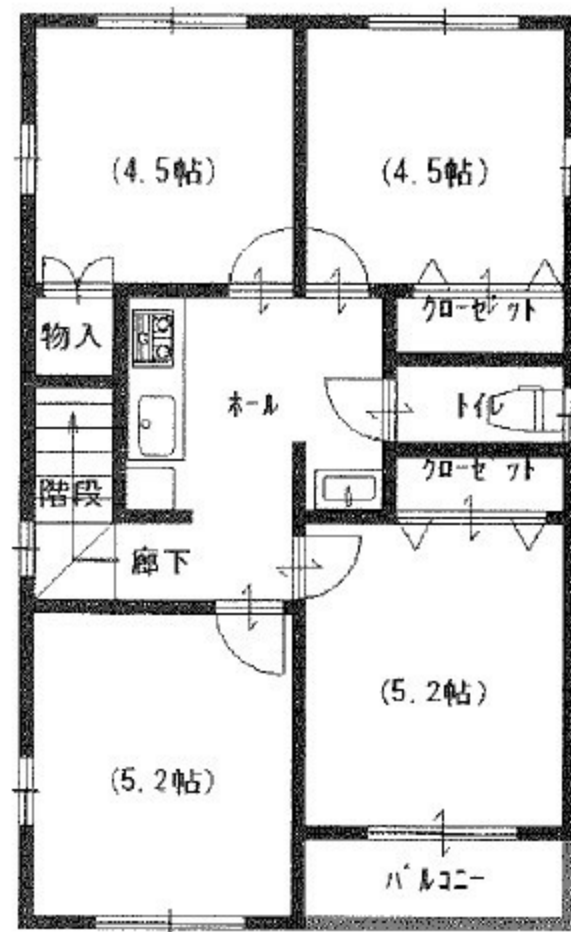 (4.5帖)
(4.5帖)
物入
クローゼット
ホール
トイレ
階段
クローゼット
廊下
(5.2帖)
(5.2帖)
バルコニー